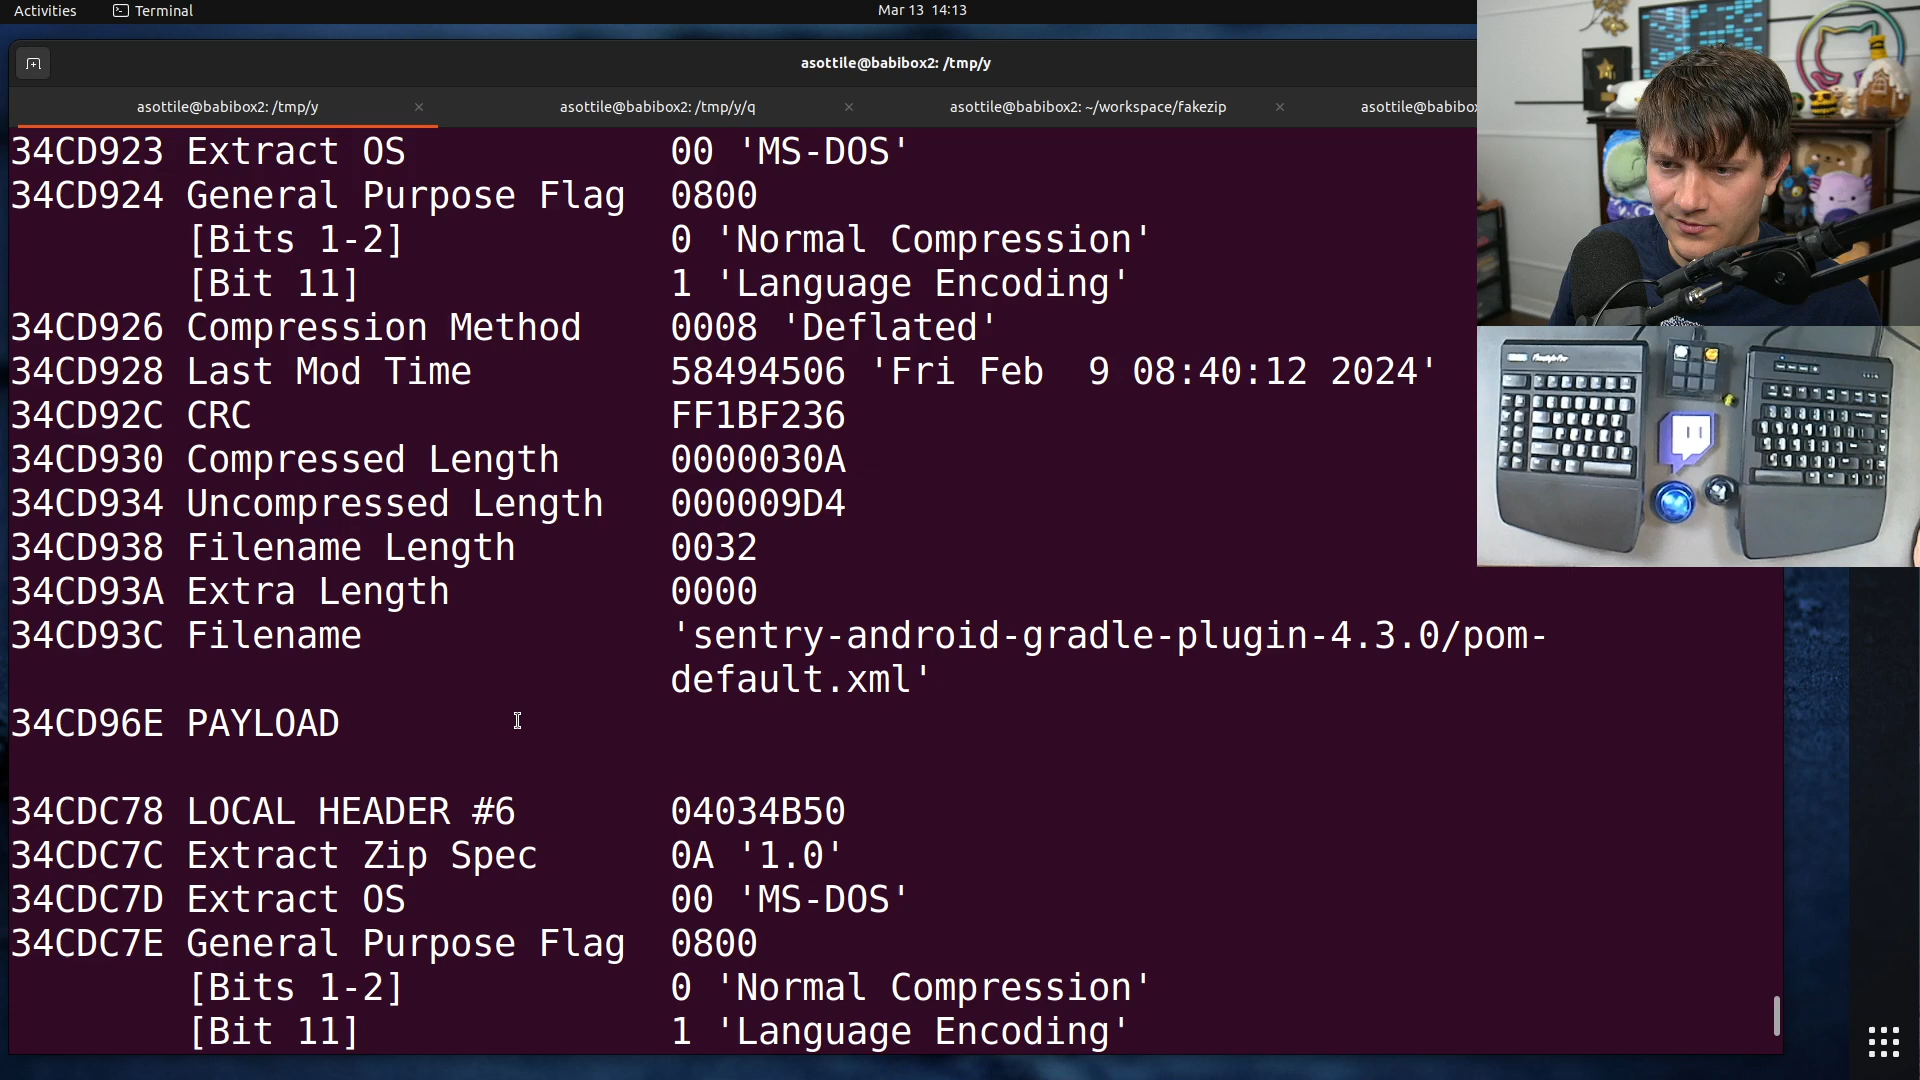 Activities
Terminal
Mar 13 14:13
asottile@babibox2: /tmp/y
asottile@babibox2: /tmp/y ×
asottile@babibox2: /tmp/y/q ×
asottile@babibox2: ~/workspace/fakezip ×
asottile@babibo
34CD923 Extract OS 00 'MS-DOS'
34CD924 General Purpose Flag 0800
[Bits 1-2] 0 'Normal Compression'
[Bit 11] 1 'Language Encoding'
34CD926 Compression Method 0008 'Deflated'
34CD928 Last Mod Time 58494506 'Fri Feb  9 08:40:12 2024'
34CD92C CRC FF1BF236
34CD930 Compressed Length 0000030A
34CD934 Uncompressed Length 000009D4
34CD938 Filename Length 0032
34CD93A Extra Length 0000
34CD93C Filename 'sentry-android-gradle-plugin-4.3.0/pom-
default.xml'
34CD96E PAYLOAD
34CDC78 LOCAL HEADER #6 04034B50
34CDC7C Extract Zip Spec 0A '1.0'
34CDC7D Extract OS 00 'MS-DOS'
34CDC7E General Purpose Flag 0800
[Bits 1-2] 0 'Normal Compression'
[Bit 11] 1 'Language Encoding'